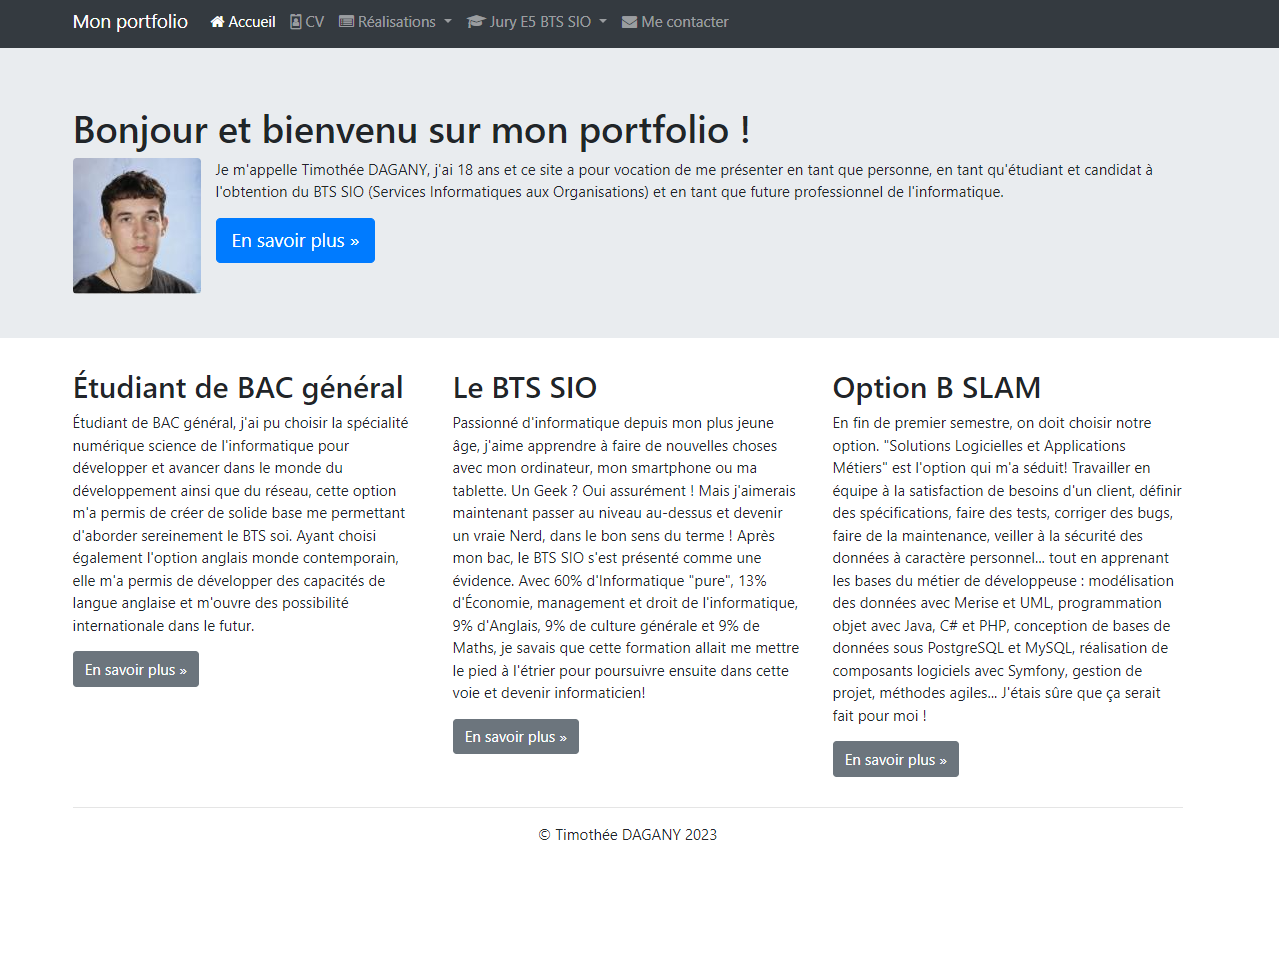 Mon portfolio Accueil CV Réalisations Jury E5 BTS SIO Me contacter
Bonjour et bienvenu sur mon portfolio !
Je m'appelle Timothée DAGANY, j'ai 18 ans et ce site a pour vocation de me présenter en tant que personne, en tant qu'étudiant et candidat à
l'obtention du BTS SIO (Services Informatiques aux Organisations) et en tant que future professionnel de l'informatique.
En savoir plus »
Étudiant de BAC général
Étudiant de BAC général, j'ai pu choisir la spécialité
numérique science de l'informatique pour
développer et avancer dans le monde du
développement ainsi que du réseau, cette option
m'a permis de créer de solide base me permettant
d'aborder sereinement le BTS soi. Ayant choisi
également l'option anglais monde contemporain,
elle m'a permis de développer des capacités de
langue anglaise et m'ouvre des possibilité
internationale dans le futur.
En savoir plus »
Le BTS SIO
Passionné d'informatique depuis mon plus jeune
âge, j'aime apprendre à faire de nouvelles choses
avec mon ordinateur, mon smartphone ou ma
tablette. Un Geek ? Oui assurément ! Mais j'aimerais
maintenant passer au niveau au-dessus et devenir
un vraie Nerd, dans le bon sens du terme ! Après
mon bac, le BTS SIO s'est présenté comme une
évidence. Avec 60% d'Informatique "pure", 13%
d'Économie, management et droit de l'informatique,
9% d'Anglais, 9% de culture générale et 9% de
Maths, je savais que cette formation allait me mettre
le pied à l'étrier pour poursuivre ensuite dans cette
voie et devenir informaticien!
En savoir plus »
Option B SLAM
En fin de premier semestre, on doit choisir notre
option. "Solutions Logicielles et Applications
Métiers" est l'option qui m'a séduit! Travailler en
équipe à la satisfaction de besoins d'un client, définir
des spécifications, faire des tests, corriger des bugs,
faire de la maintenance, veiller à la sécurité des
données à caractère personnel... tout en apprenant
les bases du métier de développeuse : modélisation
des données avec Merise et UML, programmation
objet avec Java, C# et PHP, conception de bases de
données sous PostgreSQL et MySQL, réalisation de
composants logiciels avec Symfony, gestion de
projet, méthodes agiles... J'étais sûre que ça serait
fait pour moi !
En savoir plus »
© Timothée DAGANY 2023